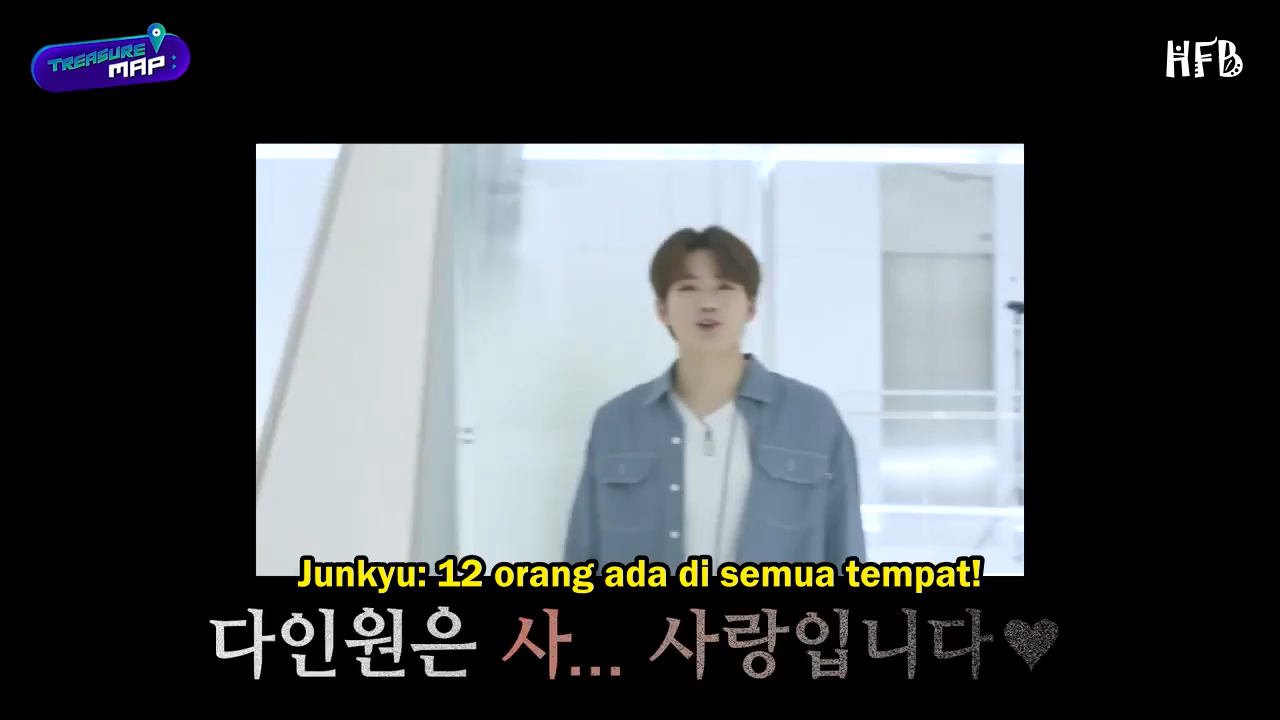 TREASURE
MAP
HFB
Junkyu: 12 orang ada di semua tempat!
다인원은 사... 사랑입니다♥